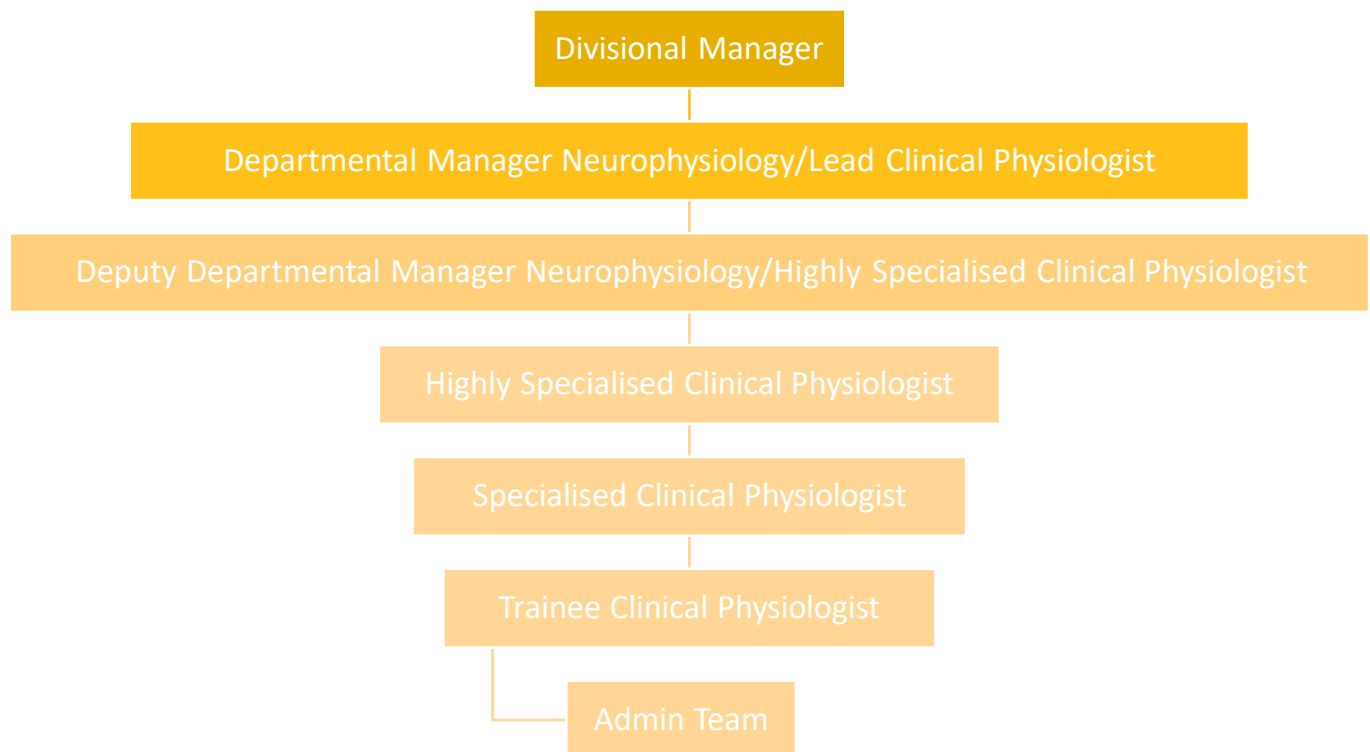 Divisional Manager
Departmental Manager Neurophysiology/Lead Clinical Physiologist
Deputy Departmental Manager Neurophysiology/Highly Specialised Clinical Physiologist
Highly Specialised Clinical Physiologist
Specialised Clinical Physiologist
Trainee Clinical Physiologist
Admin Team